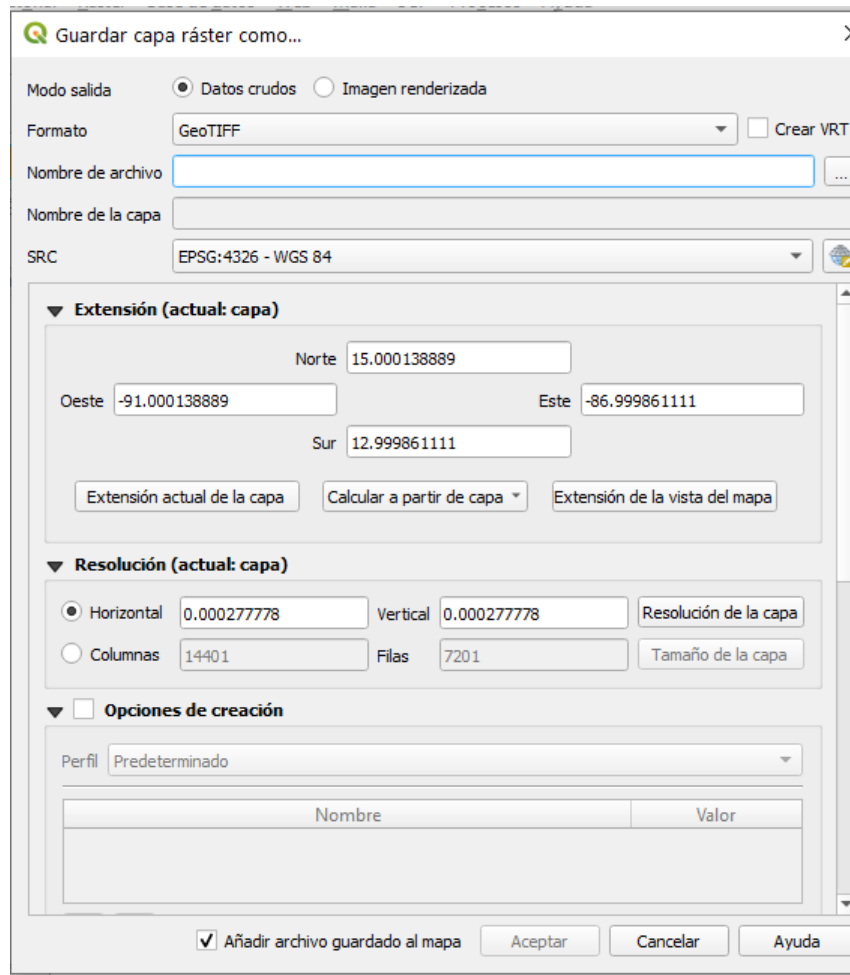 Guardar capa ráster como...
Modo salida Datos crudos Imagen renderizada
Formato GeoTIFF Crear VRT
Nombre de archivo ...
Nombre de la capa
SRC EPSG:4326 - WGS 84
Extensión (actual: capa)
Norte 15.000138889
Oeste -91.000138889 Este -86.999861111
Sur 12.999861111
Extensión actual de la capa Calcular a partir de capa Extensión de la vista del mapa
Resolución (actual: capa)
Horizontal 0.000277778 Vertical 0.000277778 Resolución de la capa
Columnas 14401 Filas 7201 Tamaño de la capa
Opciones de creación
Perfil Predeterminado
Nombre Valor
Añadir archivo guardado al mapa Aceptar Cancelar Ayuda